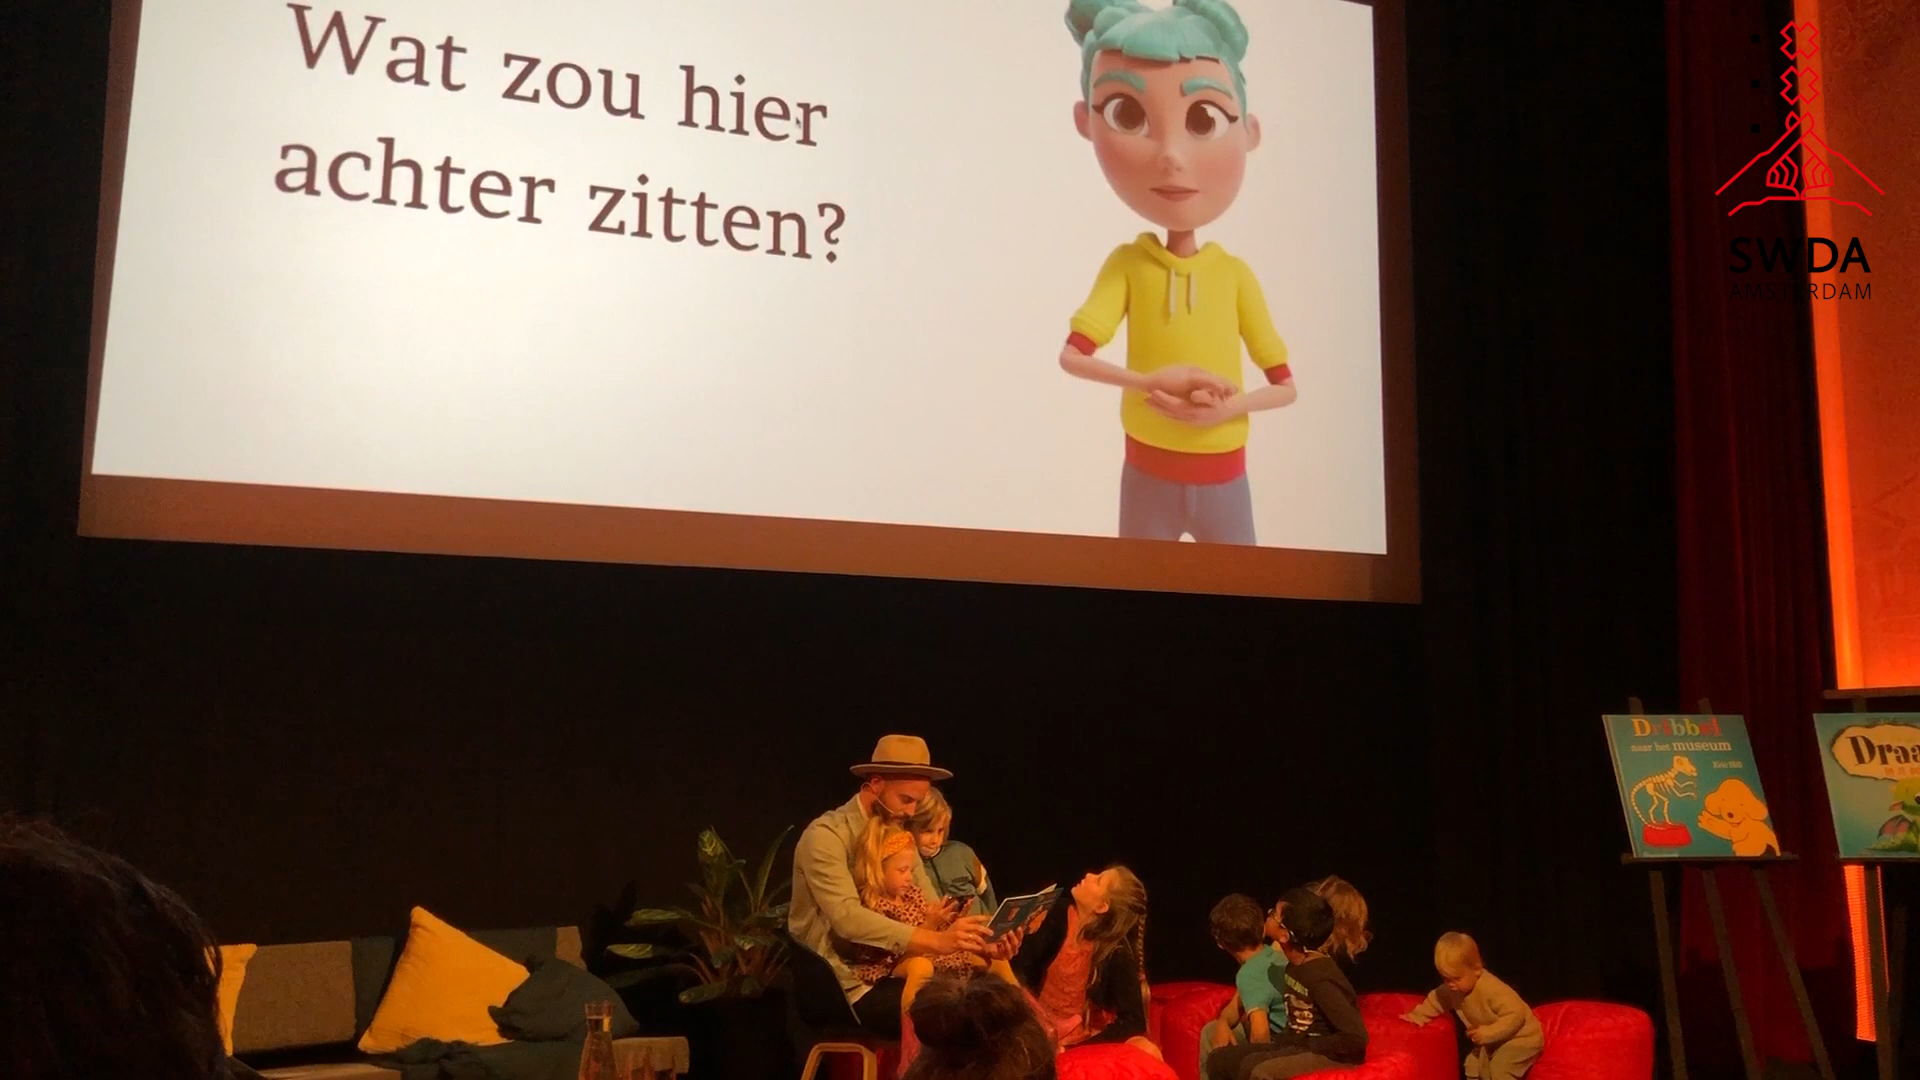 Wat zou hier
achter zitten?
SWDA
AMSTERDAM
Dribbel
naar het museum
Eric Hill
Draa